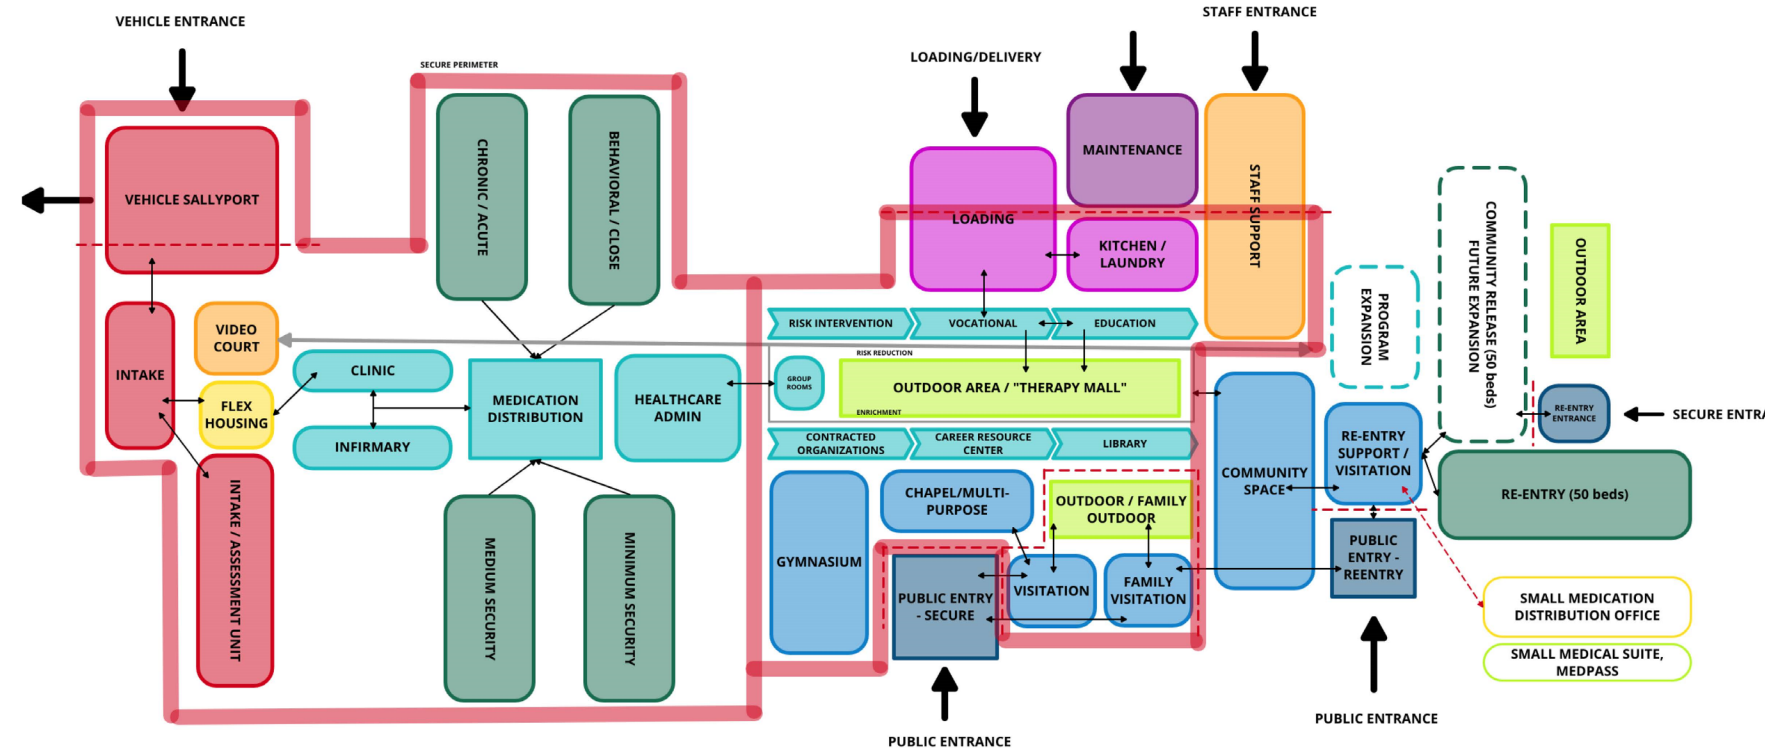 VEHICLE ENTRANCE
STAFF ENTRANCE
LOADING/DELIVERY
SECURE PERIMETER
VEHICLE SALLYPORT
CHRONIC / ACUTE
BEHAVIORAL / CLOSE
LOADING
MAINTENANCE
KITCHEN /
LAUNDRY
STAFF SUPPORT
COMMUNITY RELEASE (50 beds)
FUTURE EXPANSION
OUTDOOR AREA
PROGRAM
EXPANSION
INTAKE
VIDEO
COURT
FLEX
HOUSING
CLINIC
INFIRMARY
MEDICATION
DISTRIBUTION
HEALTHCARE
ADMIN
GROUP
ROOMS
RISK INTERVENTION
VOCATIONAL
EDUCATION
RISK REDUCTION
OUTDOOR AREA / "THERAPY MALL"
ENRICHMENT
CONTRACTED
ORGANIZATIONS
CAREER RESOURCE
CENTER
LIBRARY
RE-ENTRY
ENTRANCE
SECURE ENTRA
RE-ENTRY
SUPPORT /
VISITATION
COMMUNITY
SPACE
RE-ENTRY (50 beds)
INTAKE / ASSESSMENT UNIT
MEDIUM SECURITY
MINIMUM SECURITY
GYMNASIUM
CHAPEL/MULTI-
PURPOSE
OUTDOOR / FAMILY
OUTDOOR
PUBLIC ENTRY
- SECURE
VISITATION
FAMILY
VISITATION
PUBLIC
ENTRY -
REENTRY
SMALL MEDICATION
DISTRIBUTION OFFICE
SMALL MEDICAL SUITE,
MEDPASS
PUBLIC ENTRANCE
PUBLIC ENTRANCE